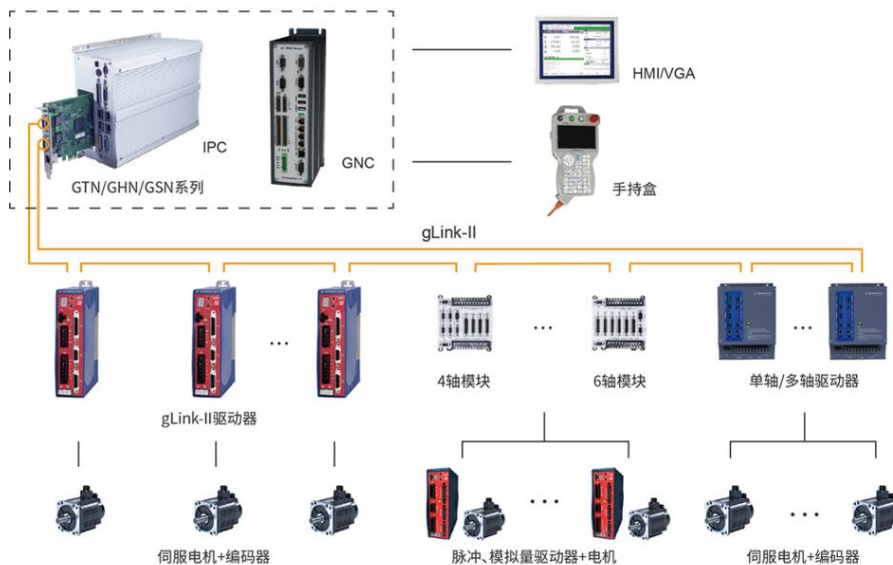 HMI/VGA
IPC
GNC
GTN/GHN/GSN系列
手持盒
gLink-II
4轴模块
6轴模块
单轴/多轴驱动器
gLink-II驱动器
伺服电机+编码器
脉冲、模拟量驱动器+电机
伺服电机+编码器